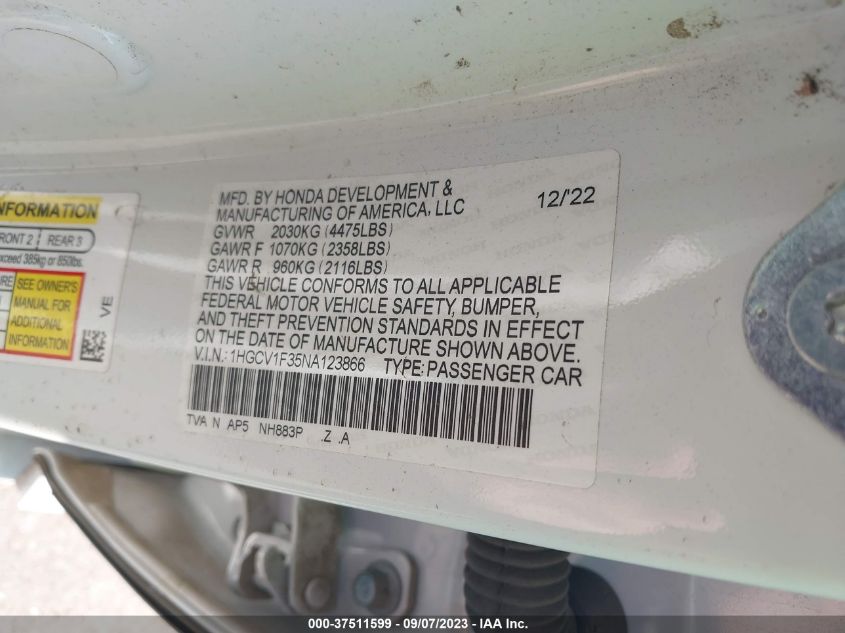 NFORMATION
FRONT 2 REAR 3
exceed 385kg or 850lbs.
SEE OWNER'S
MANUAL FOR
ADDITIONAL
INFORMATION
VE
MFD. BY HONDA DEVELOPMENT & 12/'22
MANUFACTURING OF AMERICA, LLC
GVWR 2030KG (4475LBS)
GAWR F 1070KG (2358LBS)
GAWR R 960KG (2116LBS)
THIS VEHICLE CONFORMS TO ALL APPLICABLE
FEDERAL MOTOR VEHICLE SAFETY, BUMPER,
AND THEFT PREVENTION STANDARDS IN EFFECT
ON THE DATE OF MANUFACTURE SHOWN ABOVE.
V.I.N.: 1HGCV1F35NA123866 TYPE: PASSENGER CAR
TVA N AP5 NH883P .Z .A
000-37511599 - 09/07/2023 - IAA Inc.